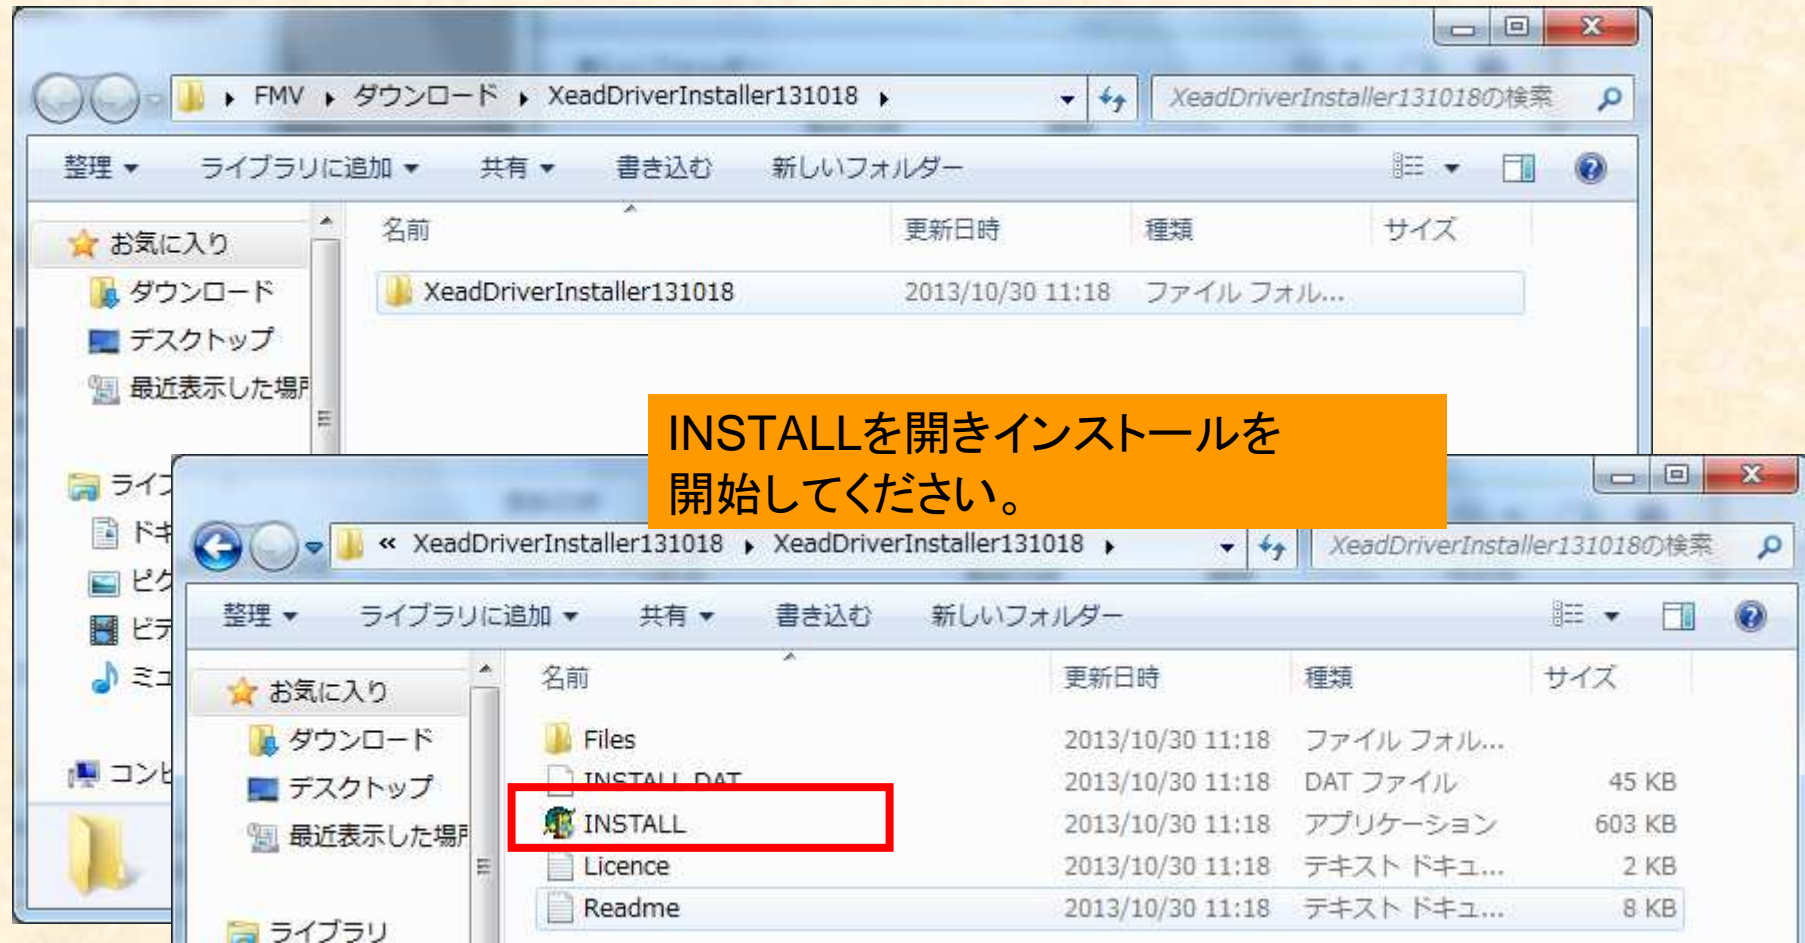 FMV ▸ ダウンロード ▸ XeadDriverInstaller131018 ▸
XeadDriverInstaller131018の検索
整理 ライブラリに追加 共有 書き込む 新しいフォルダー
お気に入り
ダウンロード
デスクトップ
最近表示した場
ライブ
ドキ
ピク
ビデ
ミュ
コンピ
名前 更新日時 種類 サイズ
XeadDriverInstaller131018 2013/10/30 11:18 ファイル フォル...
INSTALLを開きインストールを
開始してください。
« XeadDriverInstaller131018 ▸ XeadDriverInstaller131018 ▸
XeadDriverInstaller131018の検索
整理 ライブラリに追加 共有 書き込む 新しいフォルダー
お気に入り
ダウンロード
デスクトップ
最近表示した場
ライブラリ
名前 更新日時 種類 サイズ
Files 2013/10/30 11:18 ファイル フォル...
INSTALL.DAT 2013/10/30 11:18 DAT ファイル 45 KB
INSTALL 2013/10/30 11:18 アプリケーション 603 KB
Licence 2013/10/30 11:18 テキスト ドキュ... 2 KB
Readme 2013/10/30 11:18 テキスト ドキュ... 8 KB